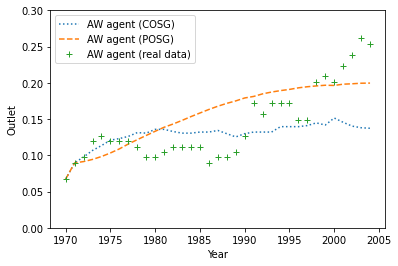 AW agent (COSG)
AW agent (POSG)
AW agent (real data)
0.30
0.25
0.20
0.15
0.10
0.05
0.00
Outlet
1970 1975 1980 1985 1990 1995 2000 2005
Year